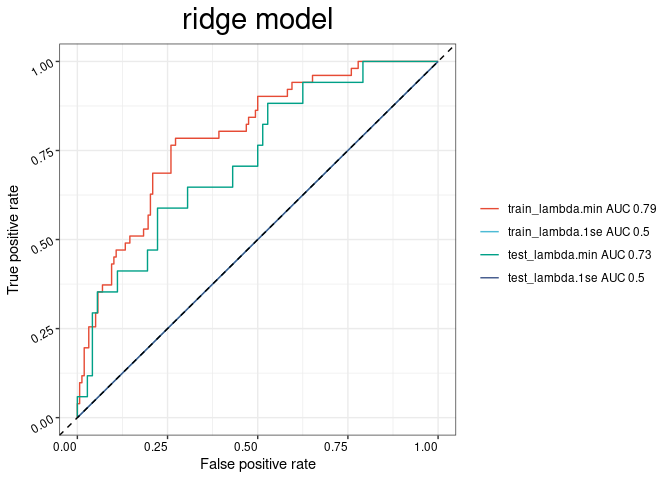 ridge model
1.00
0.75
0.50
0.25
0.00
True positive rate
0.00 0.25 0.50 0.75 1.00
False positive rate
train_lambda.min AUC 0.79
train_lambda.1se AUC 0.5
test_lambda.min AUC 0.73
test_lambda.1se AUC 0.5